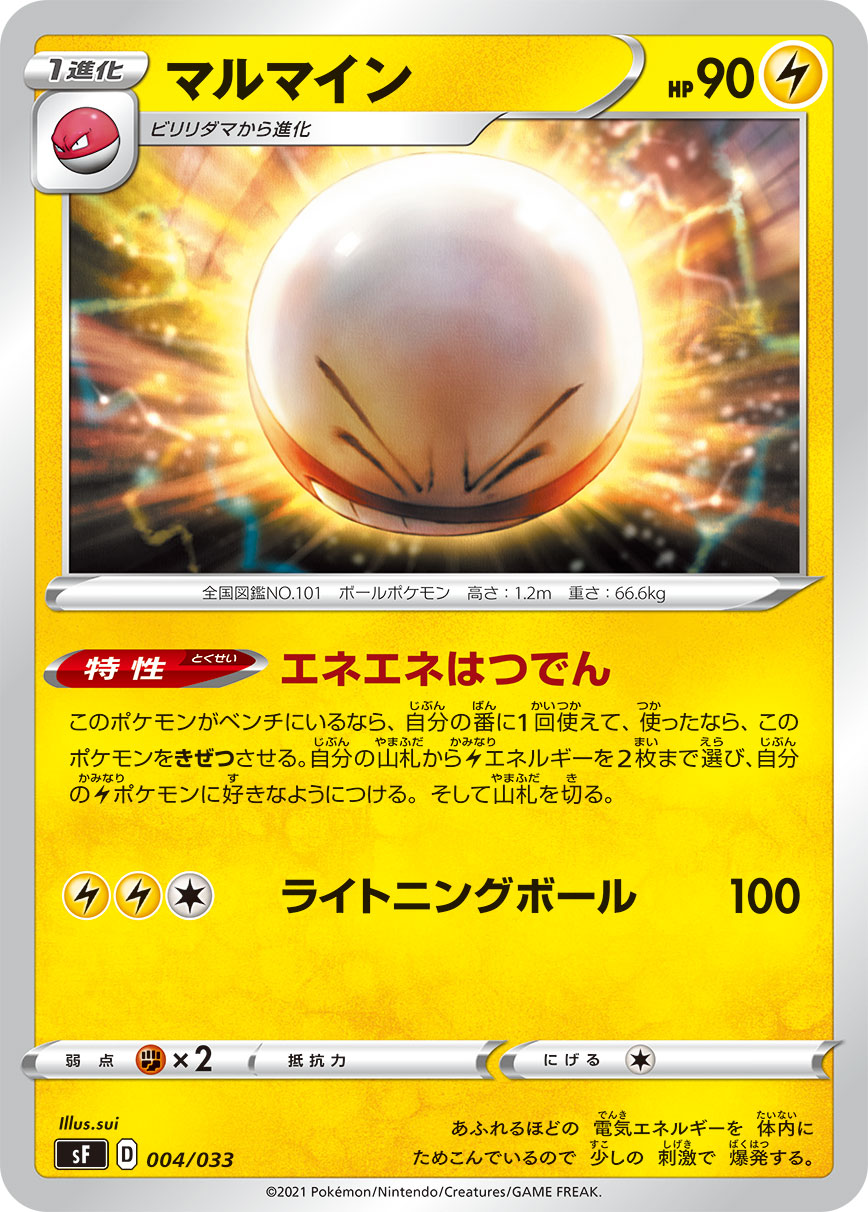 1進化
マルマイン
HP90
ビリリダマから進化
全国図鑑NO.101 ボールポケモン 高さ:1.2m 重さ:66.6kg
特性 とくせい エネエネはつでん
このポケモンがベンチにいるなら、自分の番に1回使えて、使ったなら、この
ポケモンをきぜつさせる。自分の山札からエネルギーを2枚まで選び、自分
のポケモンに好きなようにつける。そして山札を切る。
ライトニングボール 100
弱点 ×2 抵抗力 にげる
Illus.sui
sF D 004/033
あふれるほどの 電気エネルギーを 体内に
ためこんでいるので 少しの 刺激で 爆発する。
©2021 Pokémon/Nintendo/Creatures/GAME FREAK.